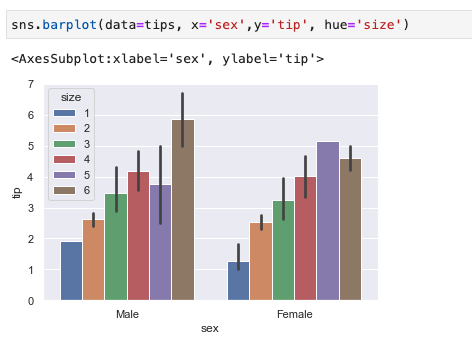 sns.barplot(data=tips, x='sex',y='tip', hue='size')
<AxesSubplot:xlabel='sex', ylabel='tip'>
7
6
5
4
3
2
1
0
tip
size
1
2
3
4
5
6
Male
Female
sex